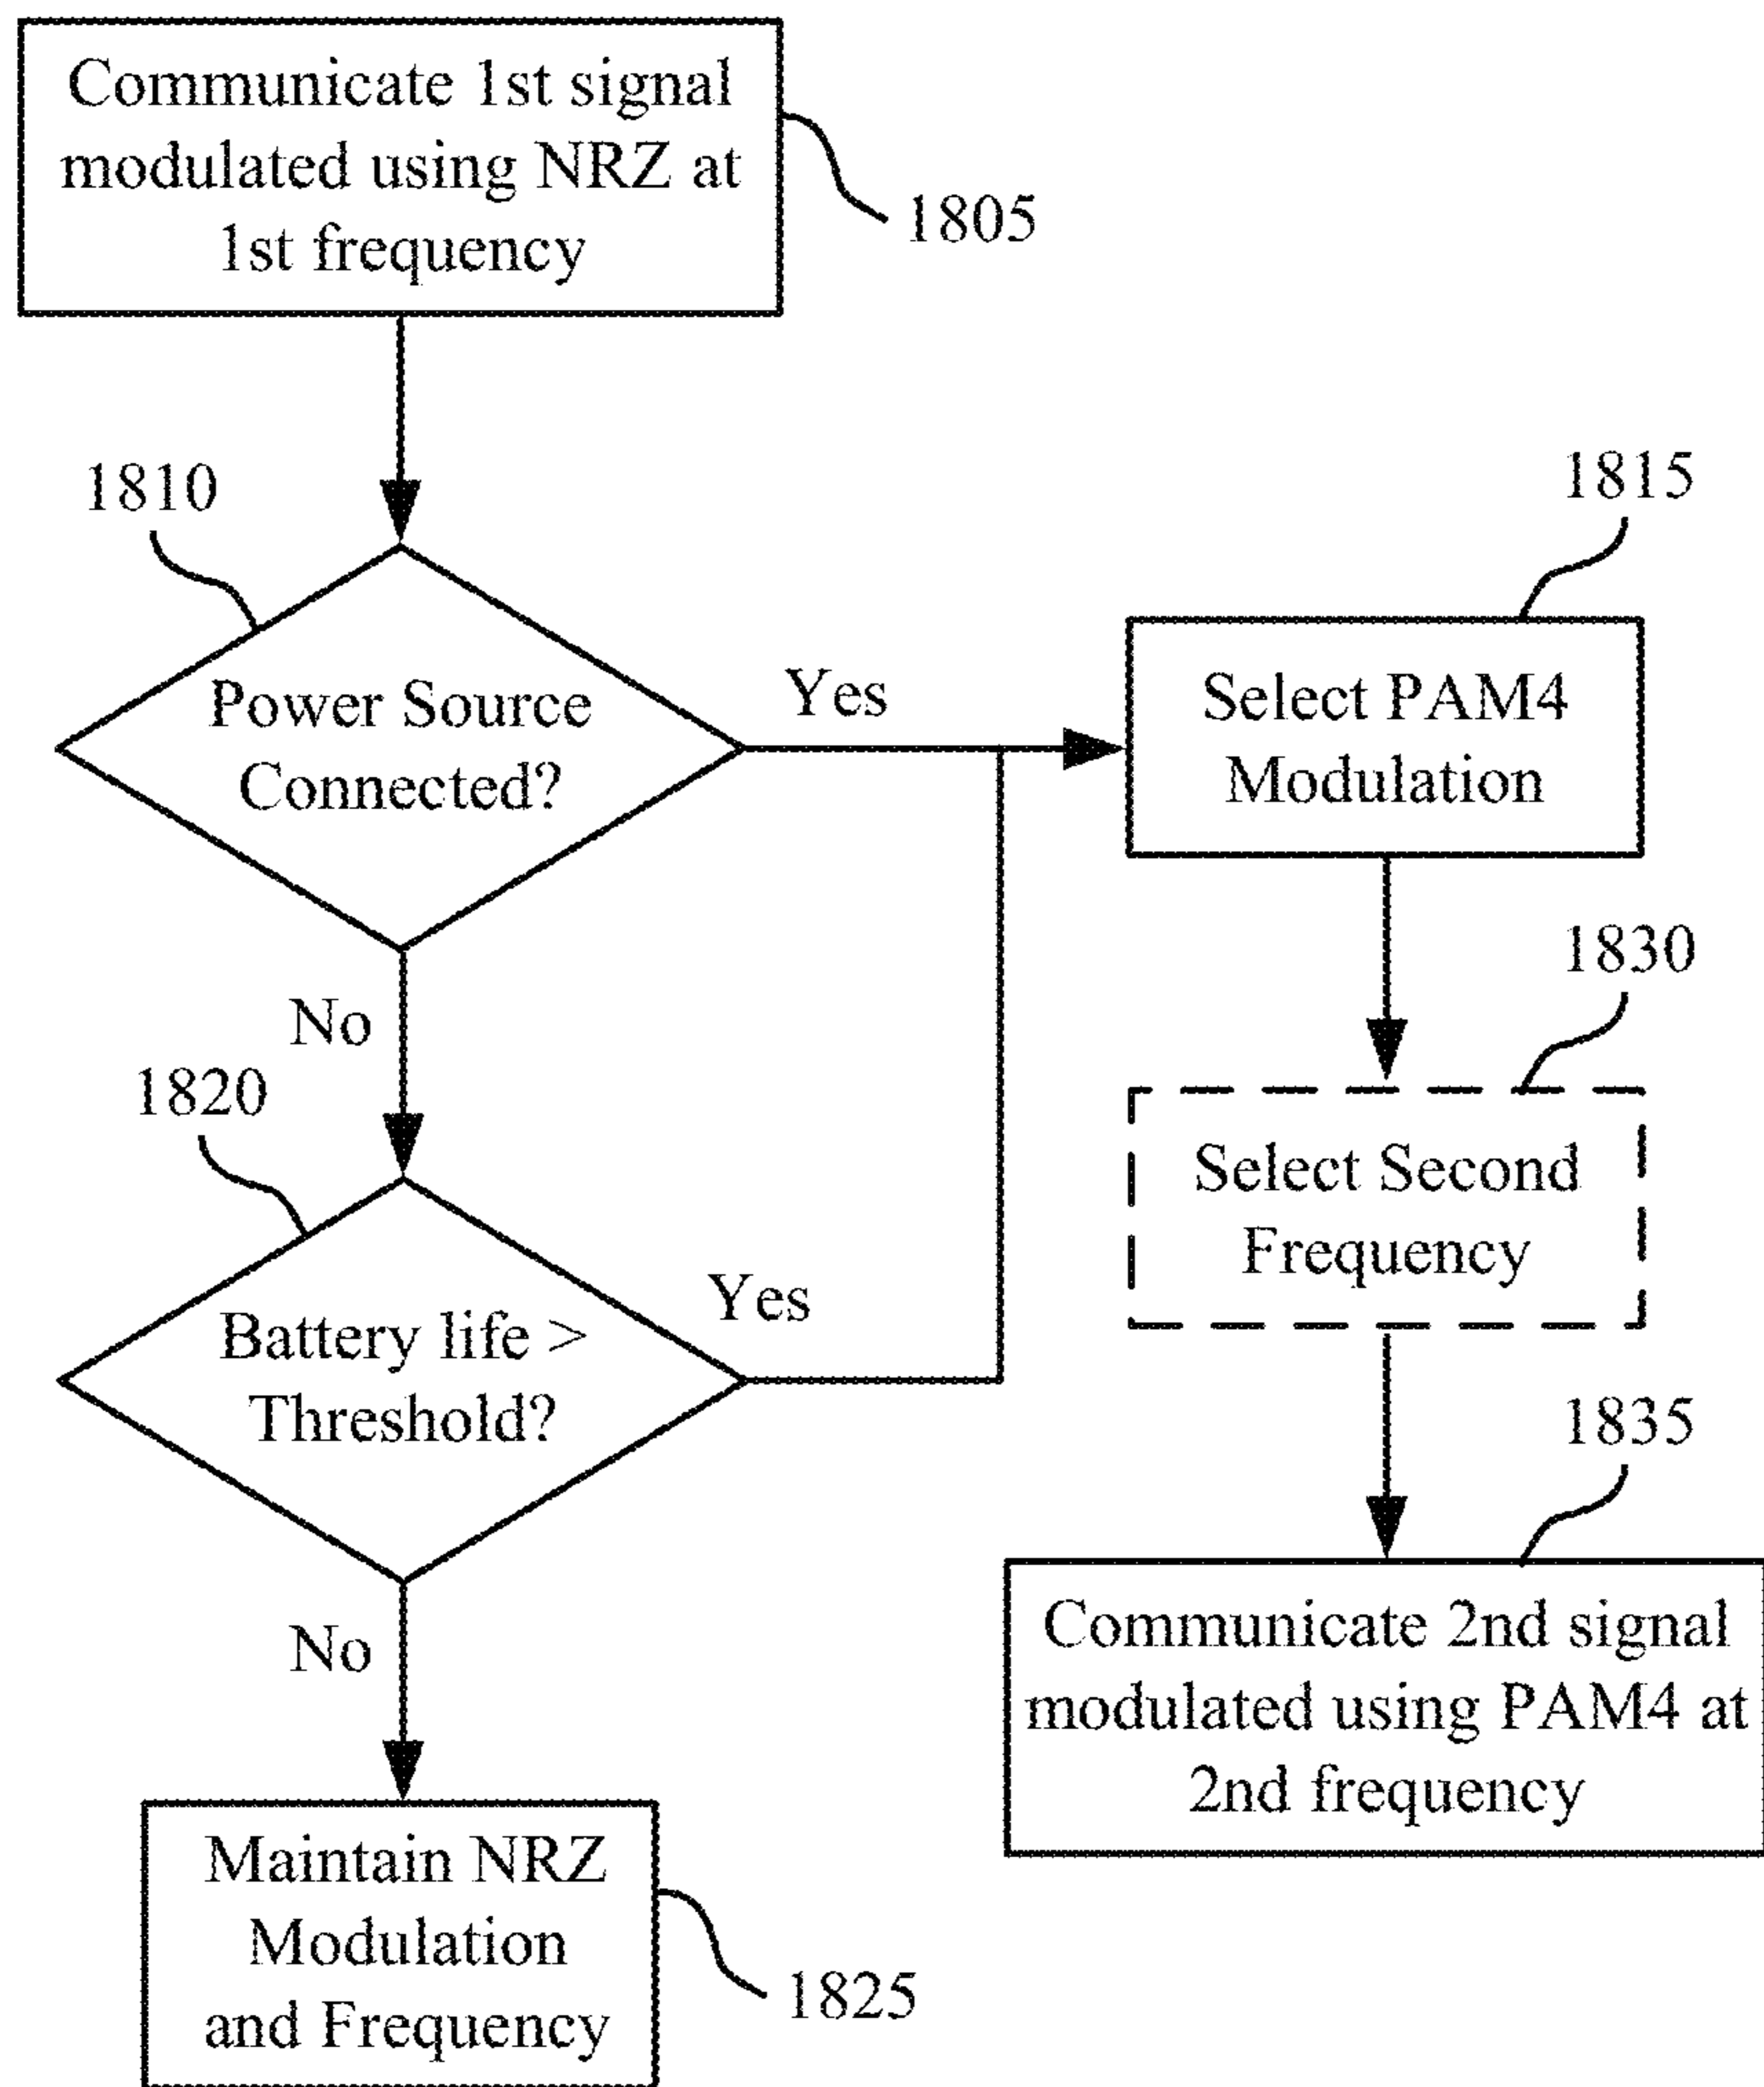 Communicate 1st signal
modulated using NRZ at
1st frequency
1805
1810
Power Source
Connected?
Yes
No
1815
Select PAM4
Modulation
1820
Battery life >
Threshold?
Yes
No
1830
Select Second
Frequency
1835
Communicate 2nd signal
modulated using PAM4 at
2nd frequency
Maintain NRZ
Modulation
and Frequency
1825